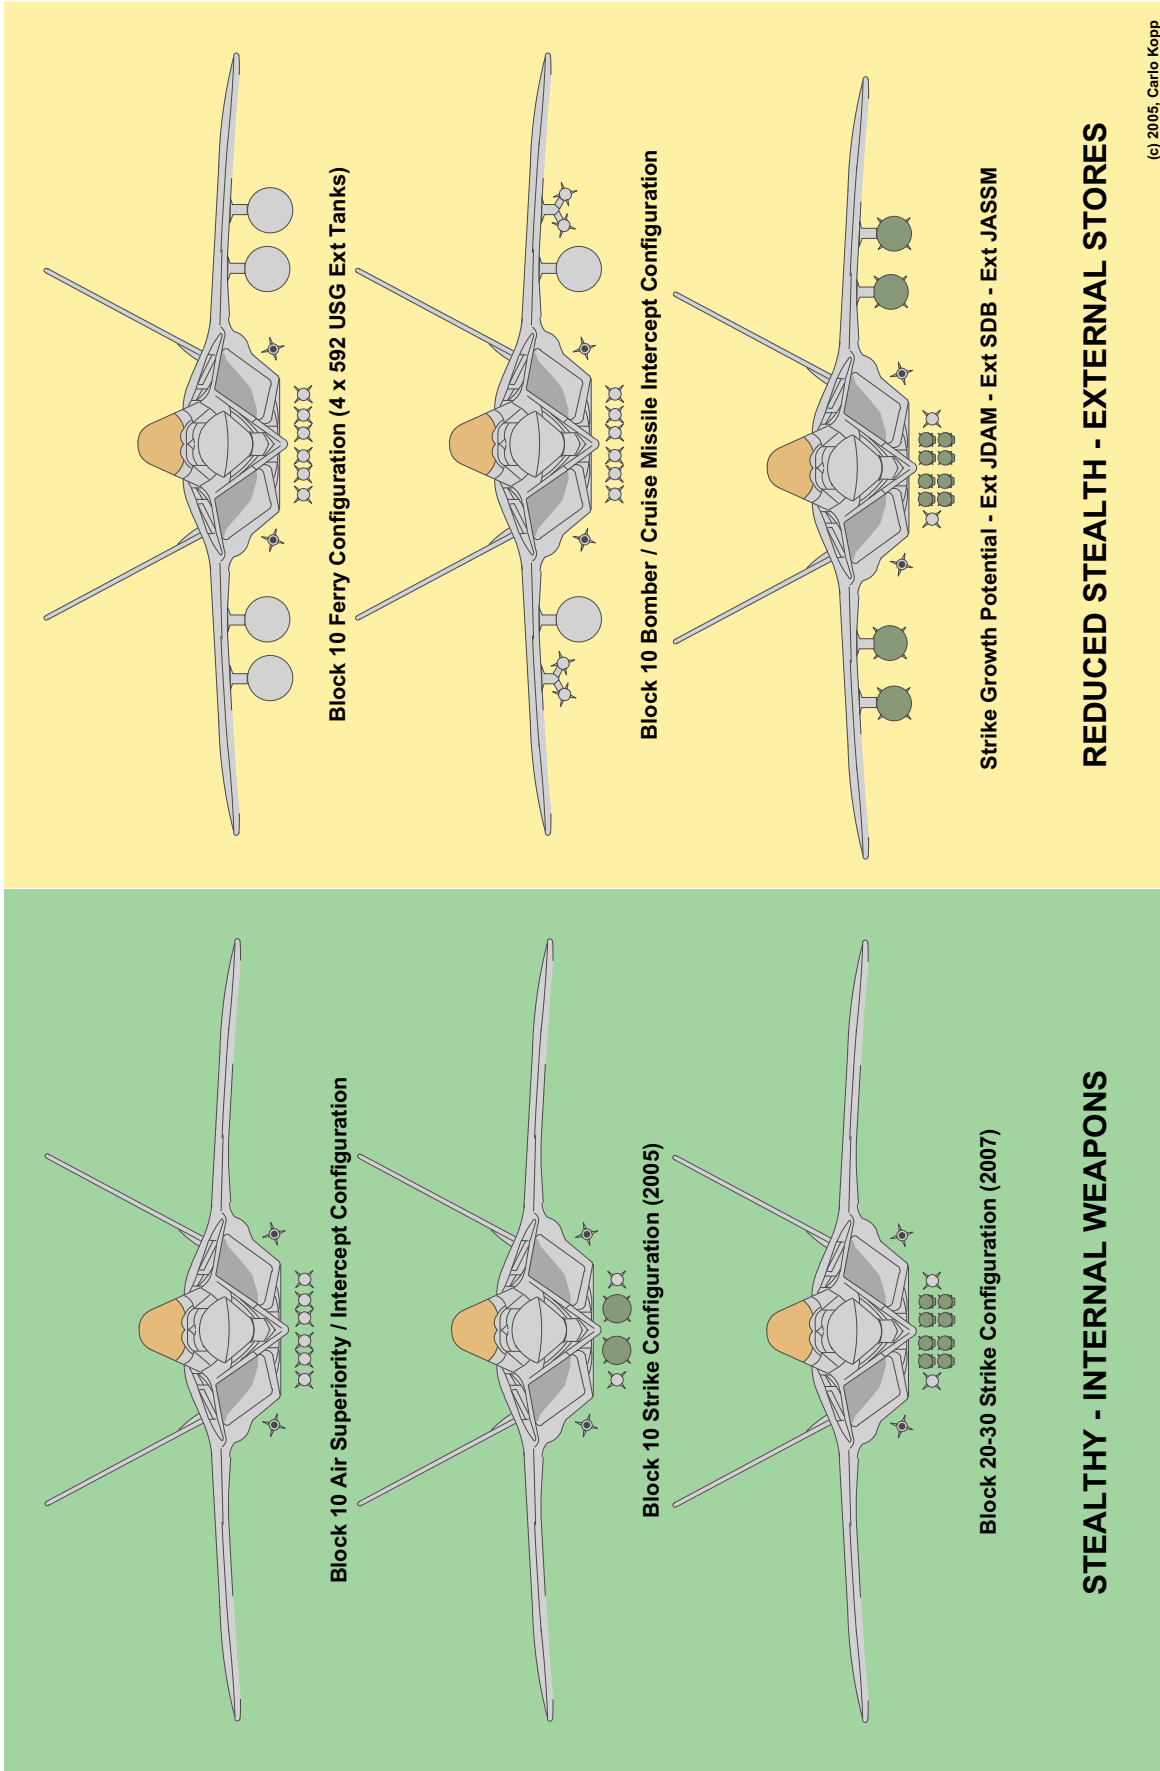 Block 10 Air Superiority / Intercept Configuration
Block 10 Strike Configuration (2005)
Block 20-30 Strike Configuration (2007)
STEALTHY - INTERNAL WEAPONS
Block 10 Ferry Configuration (4 x 592 USG Ext Tanks)
Block 10 Bomber / Cruise Missile Intercept Configuration
Strike Growth Potential - Ext JDAM - Ext SDB - Ext JASSM
REDUCED STEALTH - EXTERNAL STORES
(c) 2005, Carlo Kopp